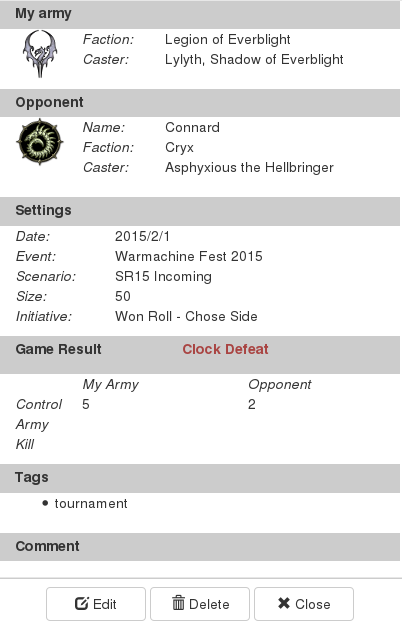 My army
Faction: Legion of Everblight
Caster: Lylyth, Shadow of Everblight
Opponent
Name: Connard
Faction: Cryx
Caster: Asphyxious the Hellbringer
Settings
Date: 2015/2/1
Event: Warmachine Fest 2015
Scenario: SR15 Incoming
Size: 50
Initiative: Won Roll - Chose Side
Game Result Clock Defeat
My Army Opponent
Control 5 2
Army
Kill
Tags
• tournament
Comment
Edit Delete Close